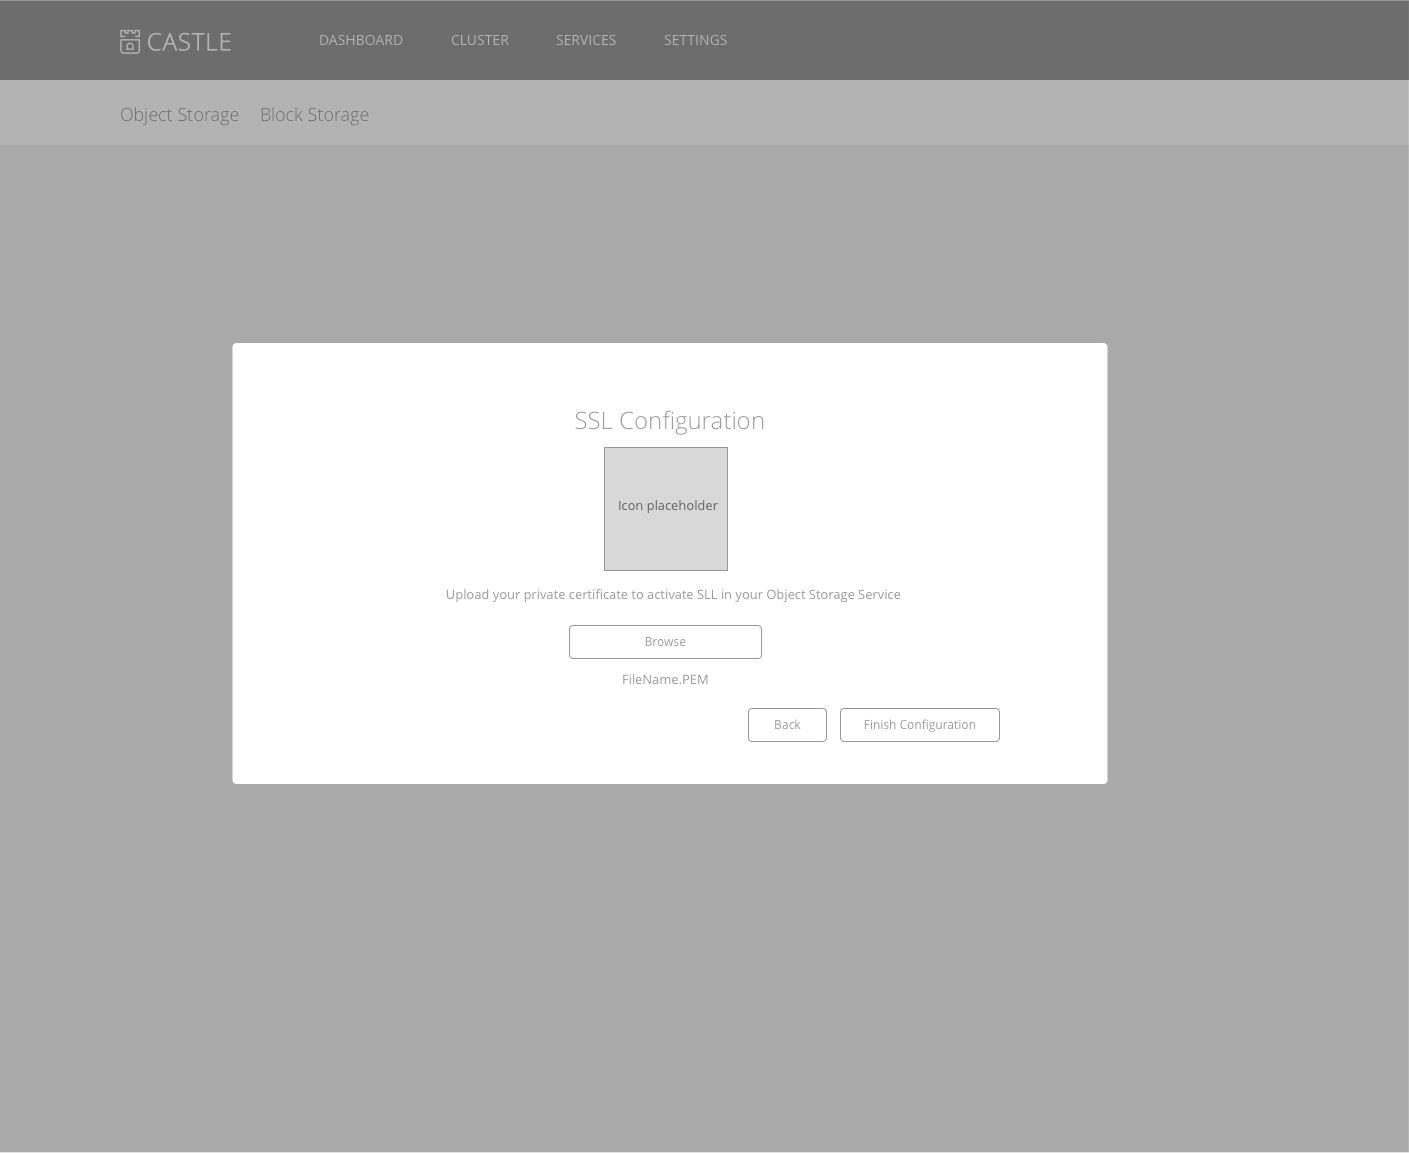 CASTLE
DASHBOARD CLUSTER SERVICES SETTINGS
Object Storage Block Storage
SSL Configuration
Icon placeholder
Upload your private certificate to activate SLL in your Object Storage Service
Browse
FileName.PEM
Back Finish Configuration